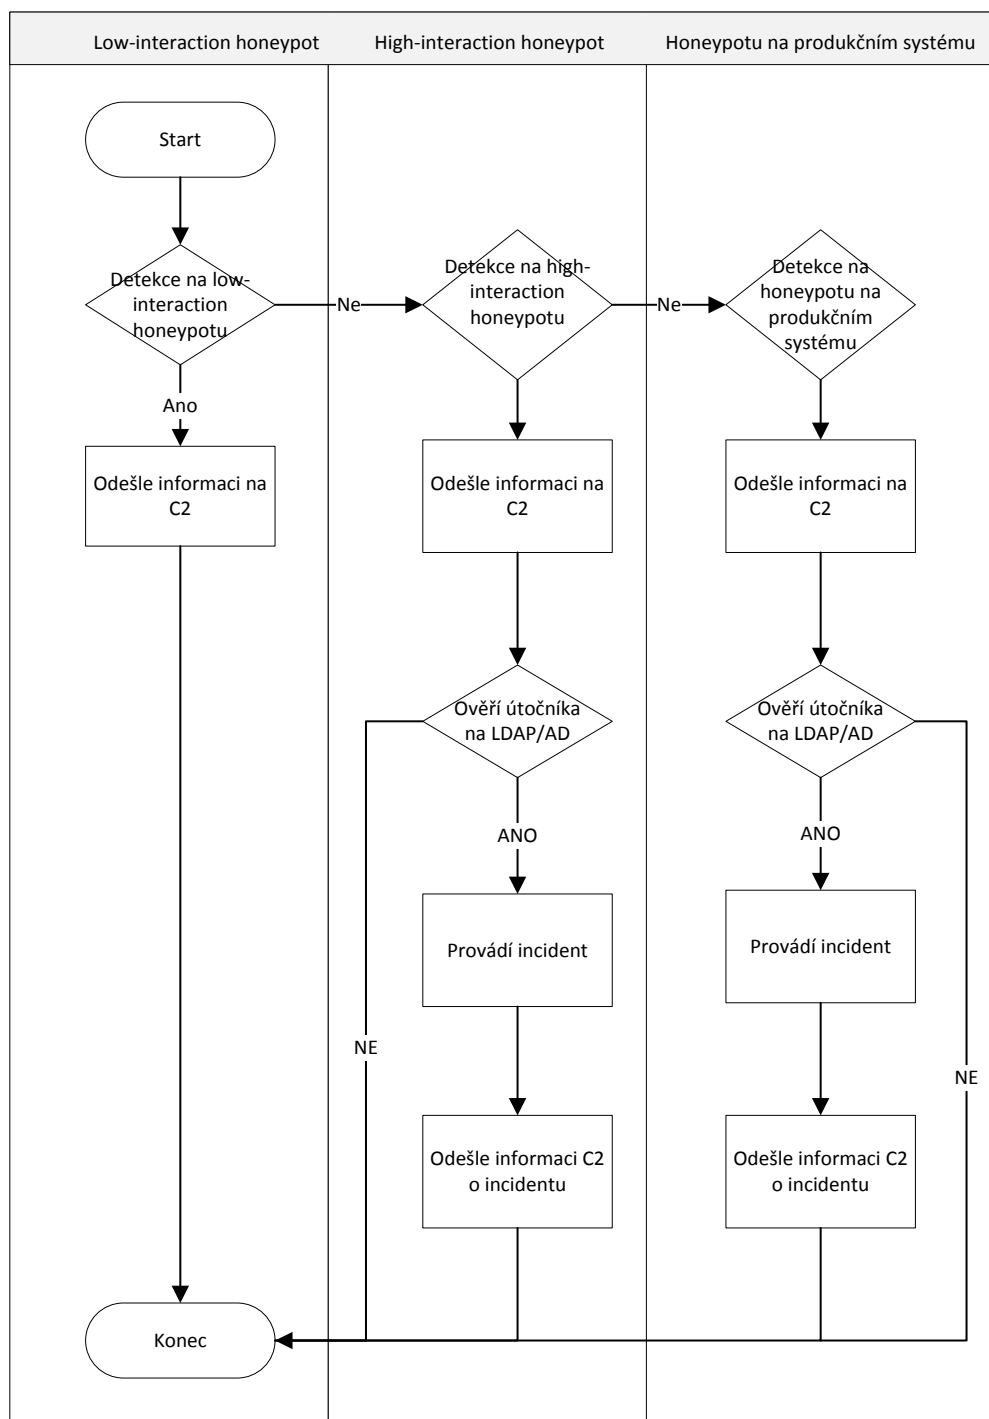 Low-interaction honeypot
High-interaction honeypot
Honeypotu na produkčním systému
Start
Detekce na low-
interaction
honeypotu
Ne
Detekce na high-
interaction
honeypotu
Ne
Detekce na
honeypotu na
produkčním
systému
Ano
Odešle informaci na
C2
Odešle informaci na
C2
Odešle informaci na
C2
Ověří útočníka
na LDAP/AD
Ověří útočníka
na LDAP/AD
ANO
ANO
Provádí incident
Provádí incident
NE
NE
Odešle informaci C2
o incidentu
Odešle informaci C2
o incidentu
Konec